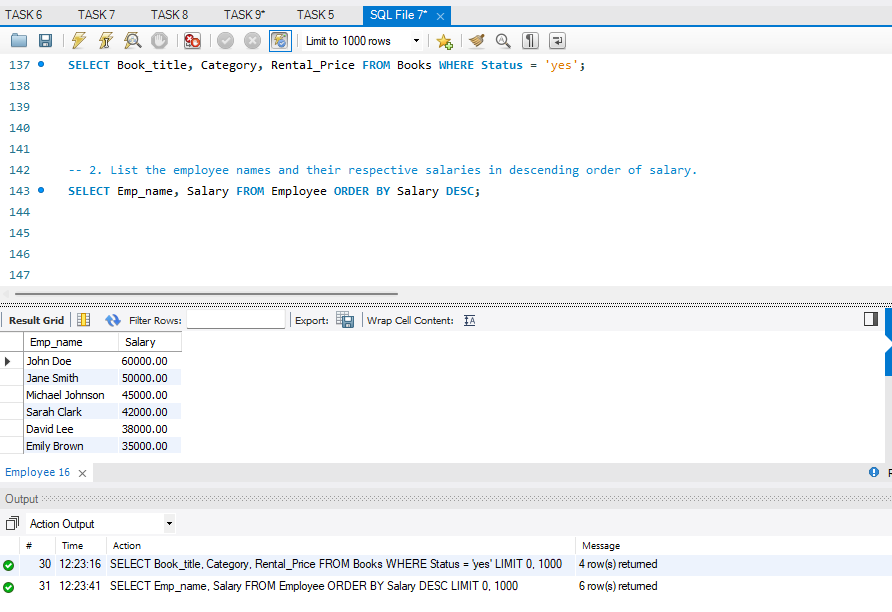 TASK 6 TASK 7 TASK 8 TASK 9* TASK 5 SQL File 7*
Limit to 1000 rows
137 SELECT Book_title, Category, Rental_Price FROM Books WHERE Status = 'yes';
138
139
140
141
142 -- 2. List the employee names and their respective salaries in descending order of salary.
143 SELECT Emp_name, Salary FROM Employee ORDER BY Salary DESC;
144
145
146
147
Result Grid Filter Rows: Export: Wrap Cell Content: IA
Emp_name Salary
John Doe 60000.00
Jane Smith 50000.00
Michael Johnson 45000.00
Sarah Clark 42000.00
David Lee 38000.00
Emily Brown 35000.00
Employee 16
Output
Action Output
# Time Action Message
30 12:23:16 SELECT Book_title, Category, Rental_Price FROM Books WHERE Status = 'yes' LIMIT 0, 1000 4 row(s) returned
31 12:23:41 SELECT Emp_name, Salary FROM Employee ORDER BY Salary DESC LIMIT 0, 1000 6 row(s) returned